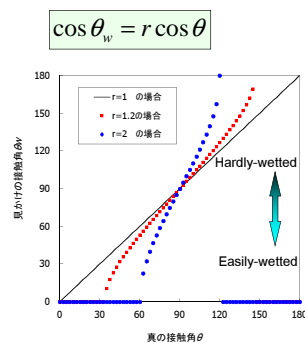 cosθw = r cosθ
r=1 の場合
r=1.2の場合
r=2 の場合
見かけの接触角θw
180
150
120
90
60
30
0
Hardly-wetted
Easily-wetted
0 30 60 90 120 150 180
真の接触角θ